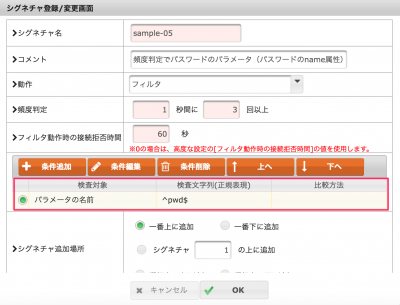 シグネチャ登録/変更画面
シグネチャ名 sample-05
コメント 頻度判定でパスワードのパラメータ（パスワードのname属性）
動作 フィルタ
頻度判定 1 秒間に 3 回以上
フィルタ動作時の接続拒否時間 60 秒
※0の場合は、高度な設定の[フィルタ動作時の接続拒否時間]の値を使用します。
条件追加 条件編集 条件削除 上へ 下へ
検査対象 検査文字列(正規表現) 比較方法
パラメータの名前 ^pwd$
一番上に追加 一番下に追加
シグネチャ追加場所 シグネチャ 1 の上に追加
キャンセル OK